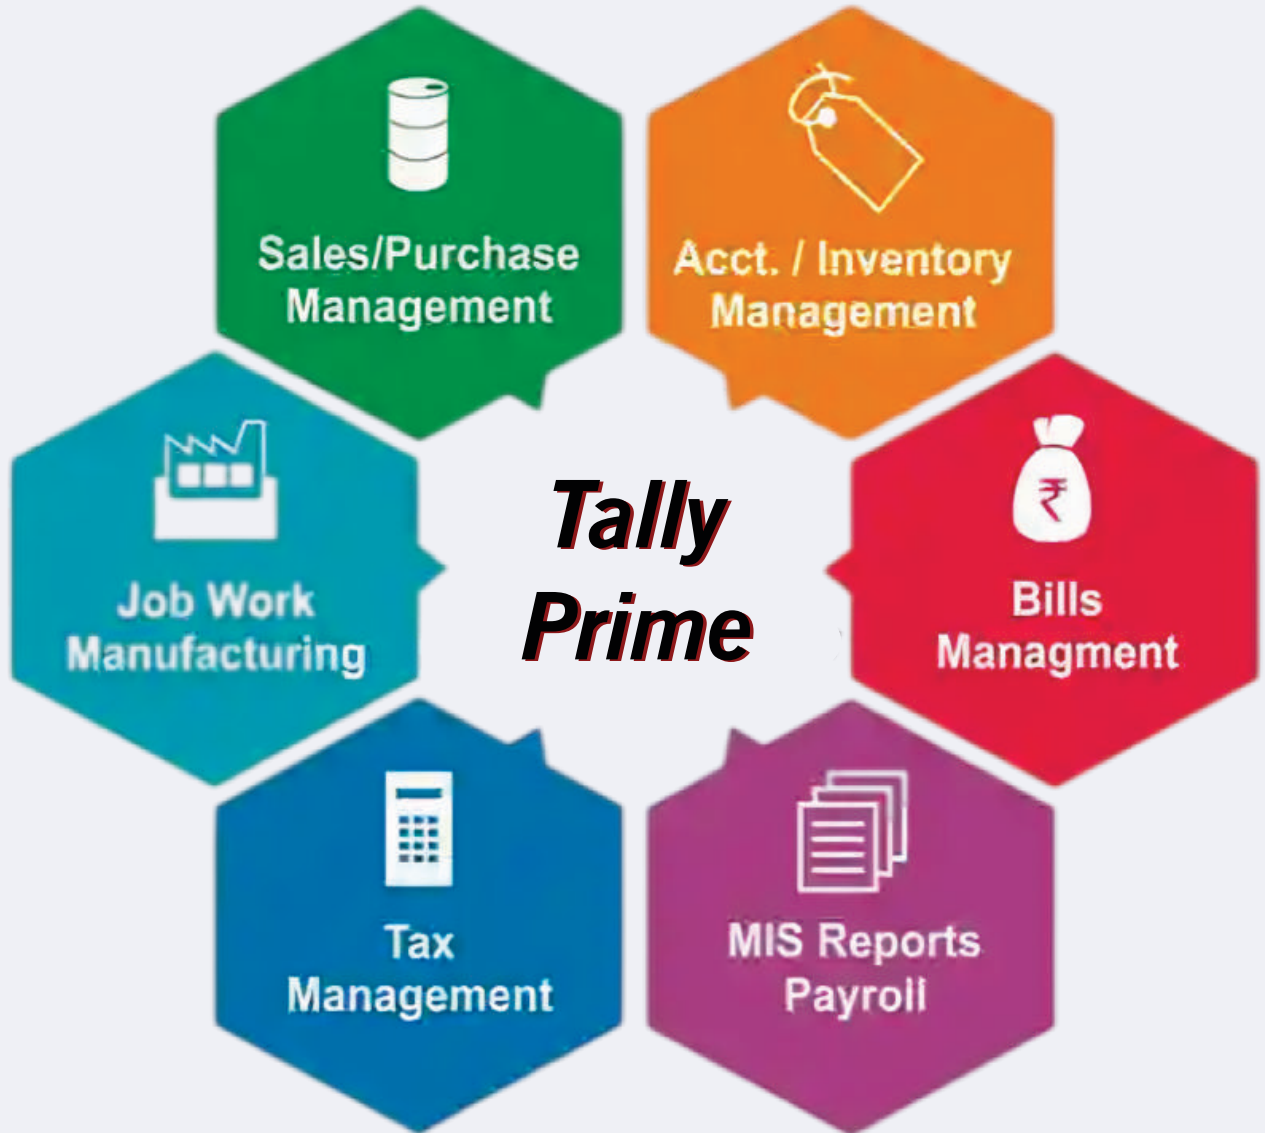 Sales/Purchase
Management
Acct. / Inventory
Management
Job Work
Manufacturing
Tally
Prime
₹
Bills
Managment
Tax
Management
MIS Reports
Payroll